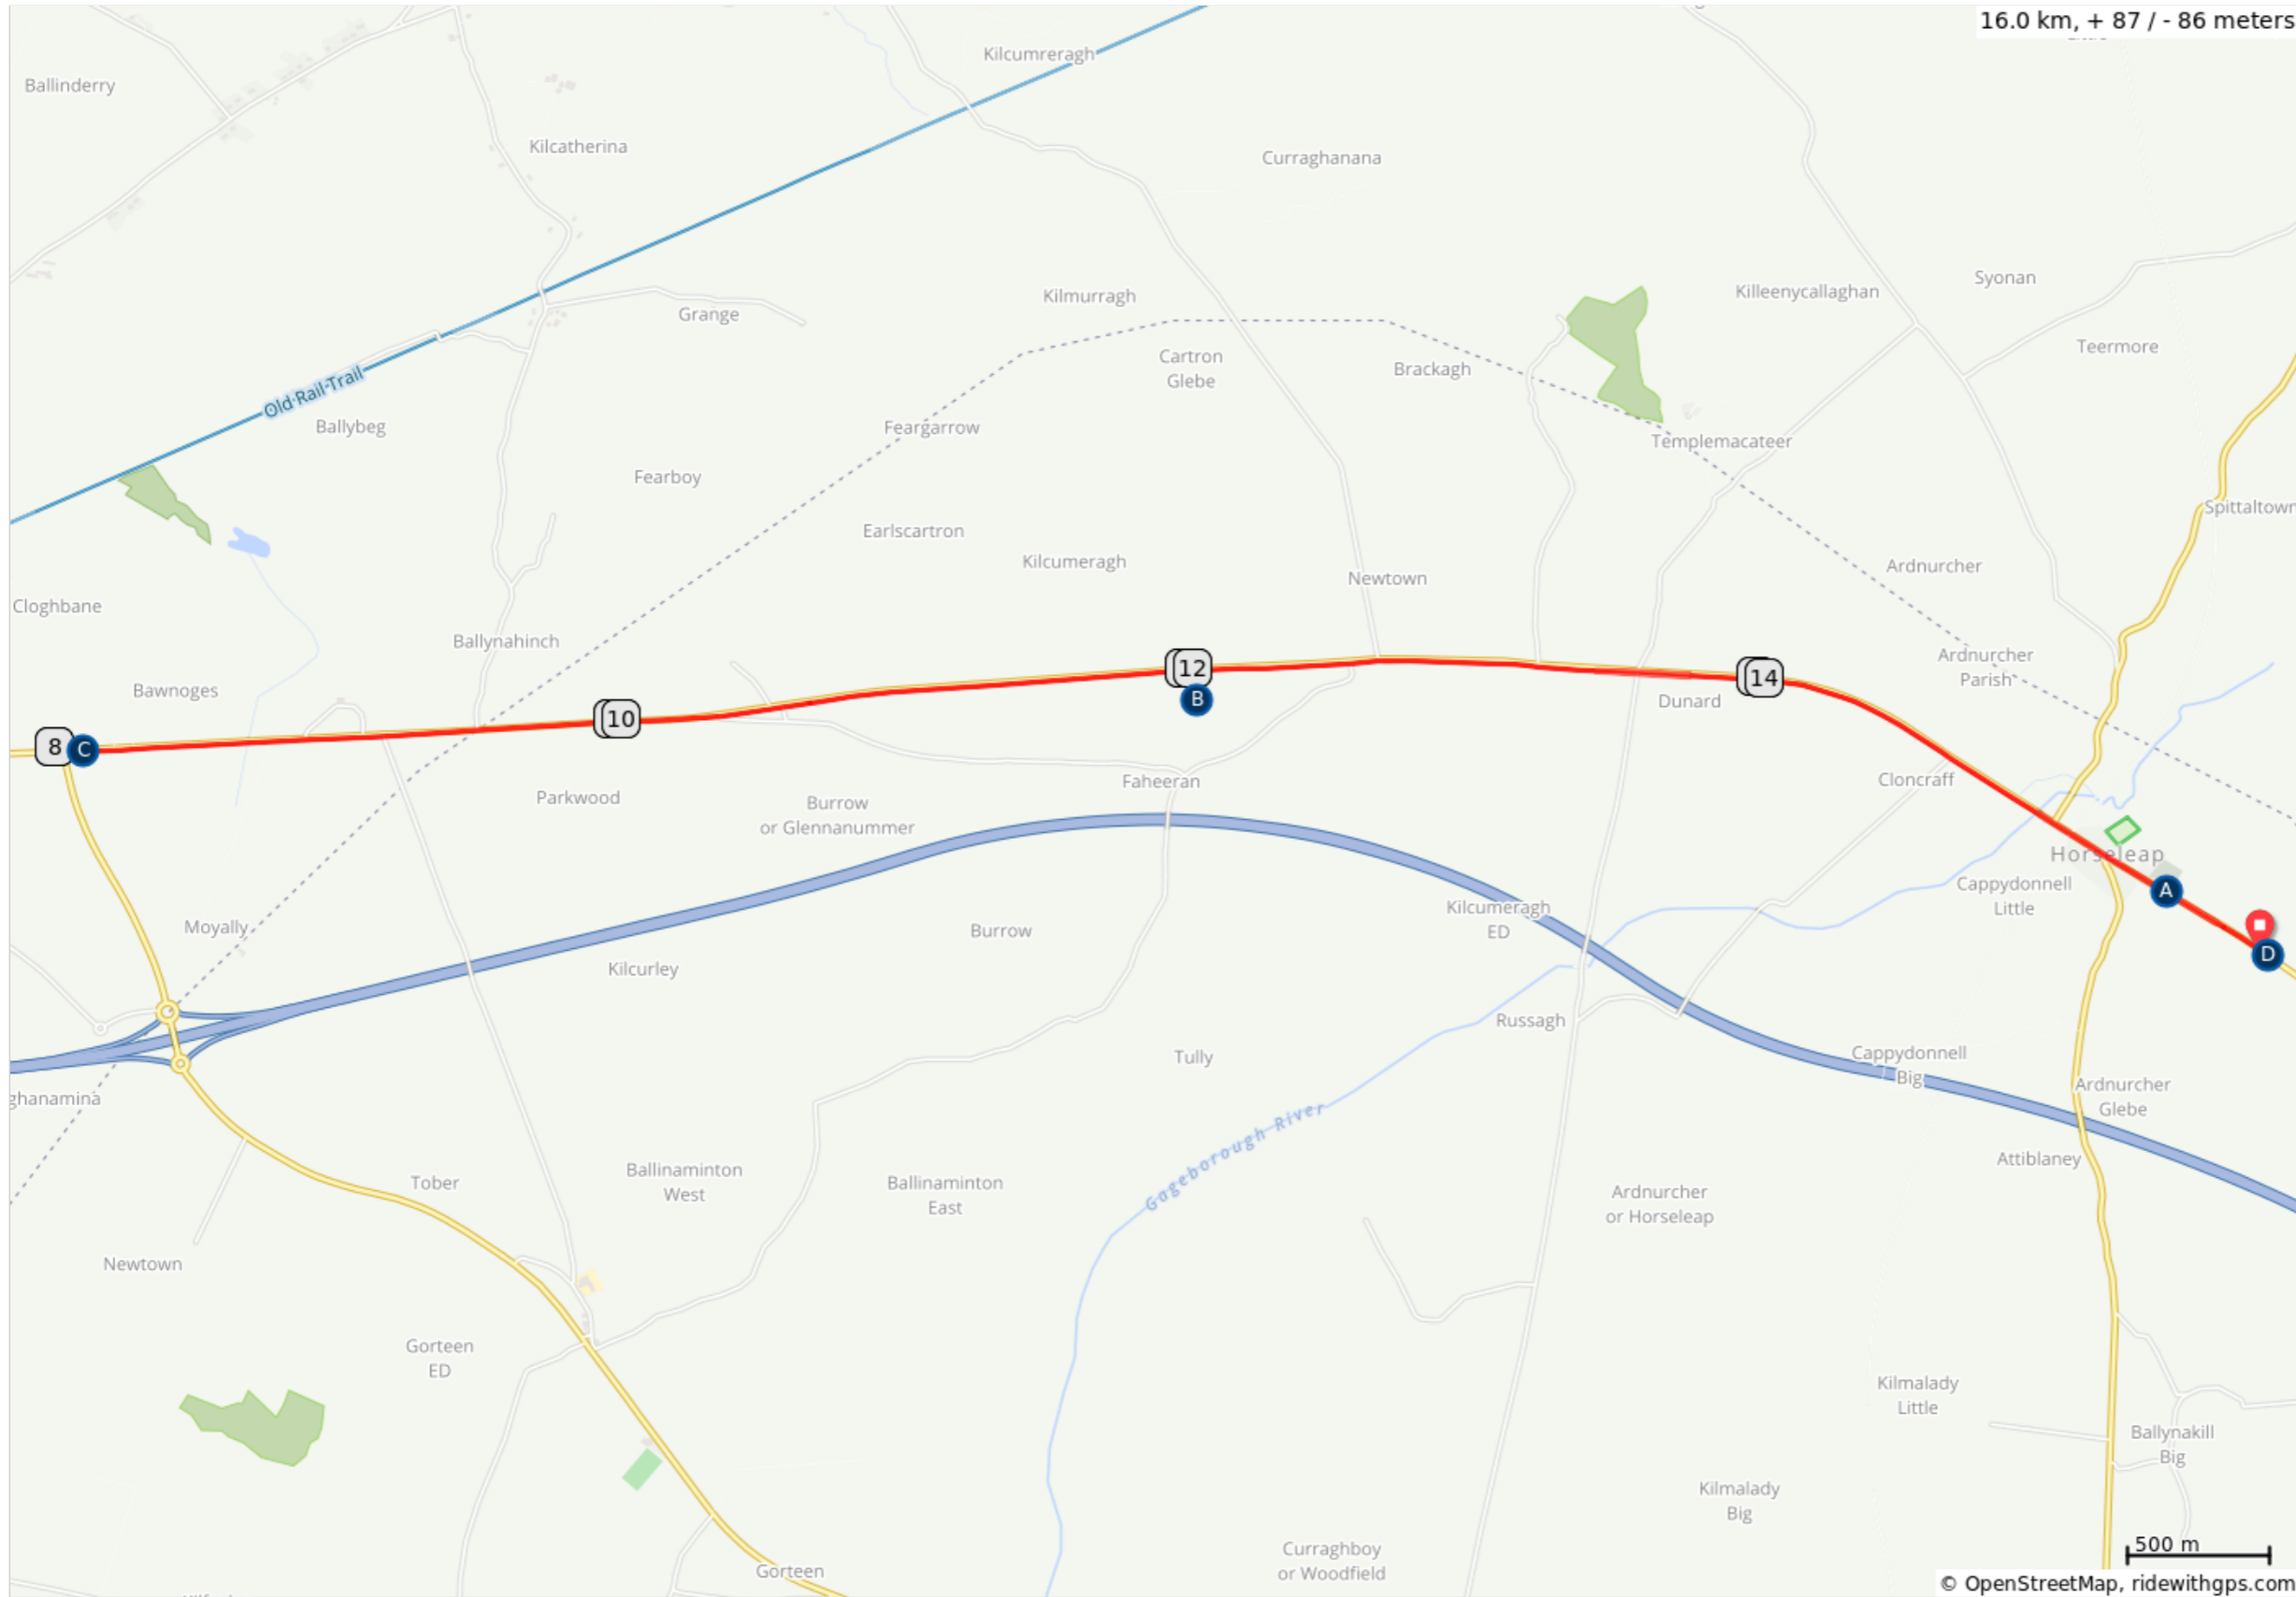 16.0 km, + 87 / - 86 meters
Kilcumreragh
Ballinderry
Kilcatherina
Curraghanana
Killeenycallaghan
Syonan
Kilmurragh
Grange
Teermore
Cartron
Glebe
Brackagh
Old Rail Trail
Ballybeg
Feargarrow
Templemacateer
Fearboy
Spittaltown
Earlscartron
Kilcumeragh
Ardnurcher
Newtown
Cloghbane
Ballynahinch
Ardnurcher
Parish
12
14
Bawnoges
B
Dunard
10
8
C
Faheeran
Cloncraff
Parkwood
Burrow
or Glennanummer
Horseleap
Cappydonnell
Little
A
Kilcumeragh
ED
Moyally
Burrow
D
Kilcurley
Russagh
Tully
Cappydonnell
Big
Ardnurcher
Glebe
ghanamina
Gageborough River
Attiblaney
Tober
Ballinaminton
West
Ballinaminton
East
Ardnurcher
or Horseleap
Newtown
Gorteen
ED
Kilmalady
Little
Ballynakill
Big
Kilmalady
Big
500 m
Curraghboy
or Woodfield
Gorteen
© OpenStreetMap, ridewithgps.com